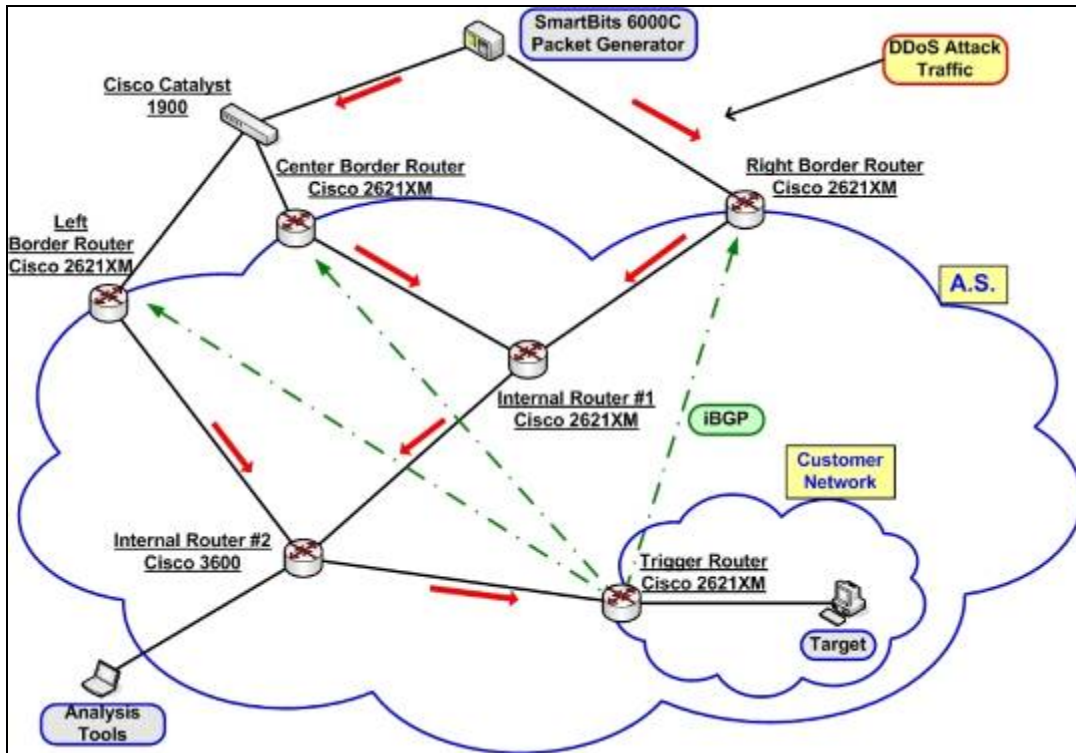 SmartBits 6000C
Packet Generator
DDoS Attack
Traffic
Cisco Catalyst
1900
Center Border Router
Cisco 2621XM
Right Border Router
Cisco 2621XM
Left
Border Router
Cisco 2621XM
A.S.
Internal Router #1
Cisco 2621XM
iBGP
Customer
Network
Internal Router #2
Cisco 3600
Trigger Router
Cisco 2621XM
Target
Analysis
Tools